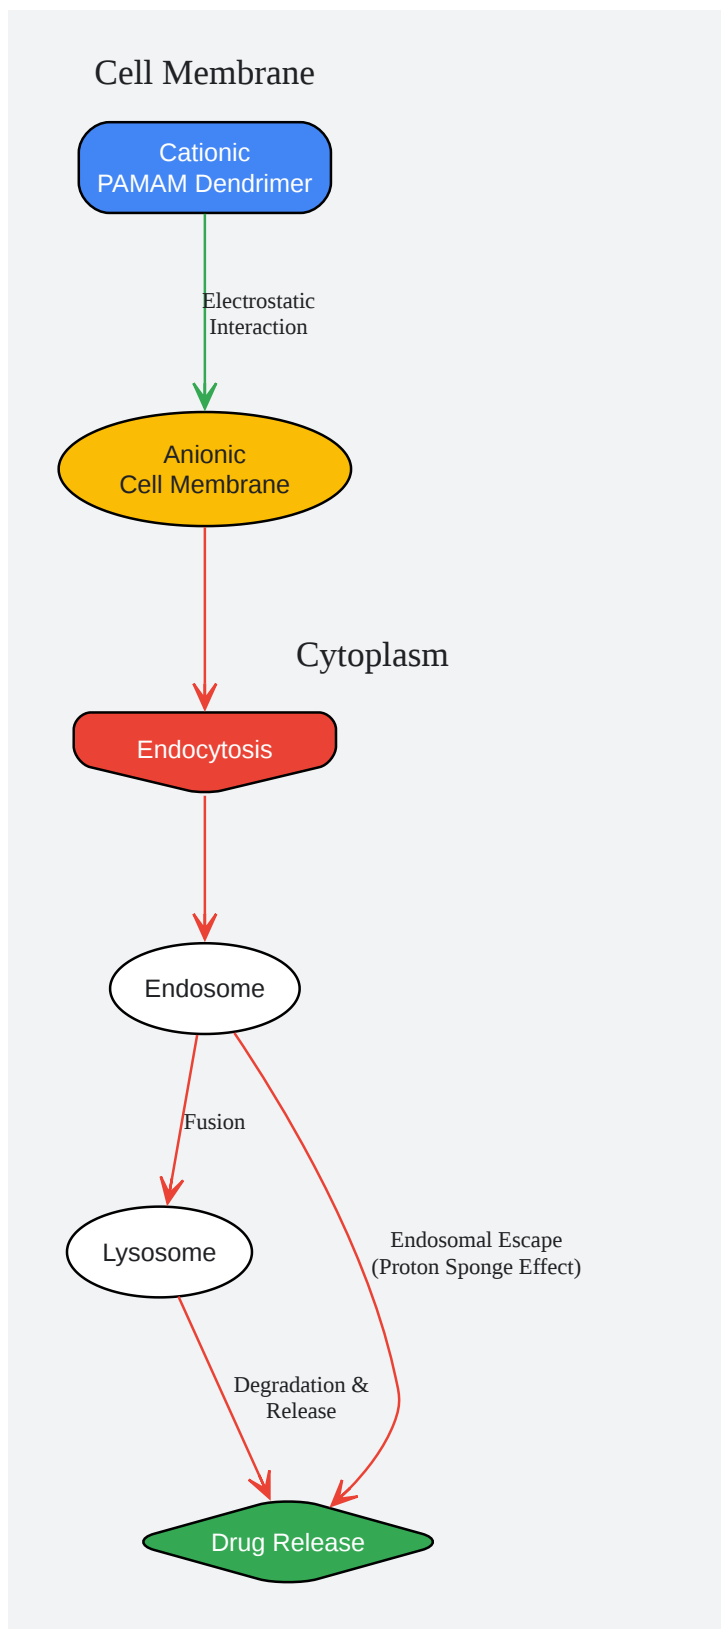 Cell Membrane
Cationic
PAMAM Dendrimer
Electrostatic
Interaction
Anionic
Cell Membrane
Cytoplasm
Endocytosis
Endosome
Fusion
Lysosome
Endosomal Escape
(Proton Sponge Effect)
Degradation &
Release
Drug Release